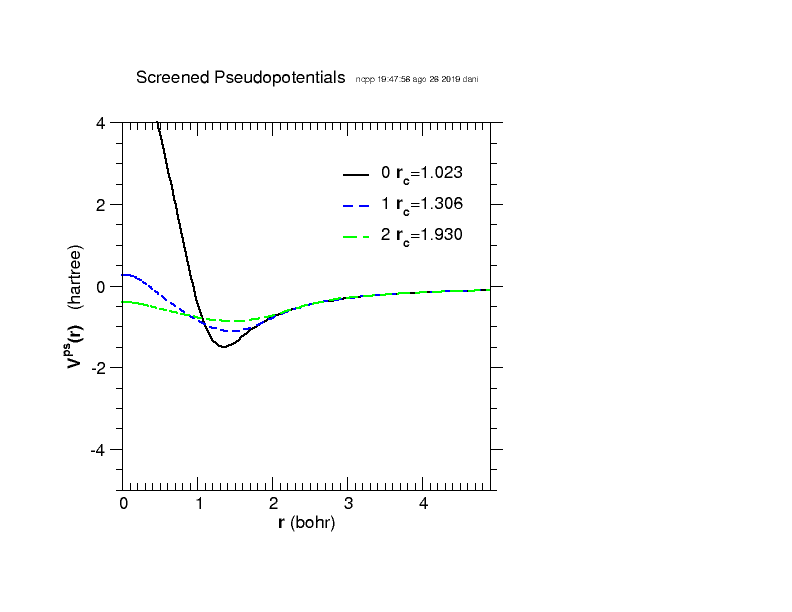 Screened Pseudopotentials ncpp 19:47:56 ago 26 2019 dani
4
0 rc=1.023
2
1 rc=1.306
2 rc=1.930
0
Vps(r) (hartree)
-2
-4
0 1 2 3 4
r (bohr)